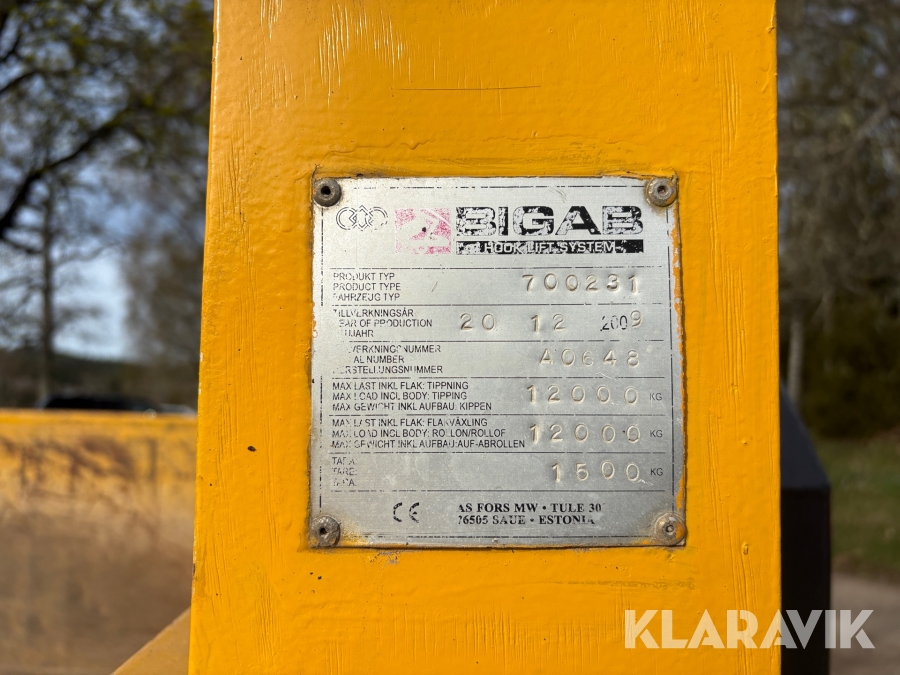 BIGAB
HOOK LIFT SYSTEM
PRODUKT TYP
PRODUCT TYPE
FAHRZEUG TYP
700231
TILLVERKNINGSÅR
YEAR OF PRODUCTION
20 12 2009
VERKNINGSNUMMER
AL NUMBER
ERSTELLUNGSNUMMER
A0648
MAX LAST INKL FLAK: TIPPNING
MAX LOAD INCL BODY: TIPPING
MAX GEWICHT INKL AUFBAU: KIPPEN
12000 KG
MAX LAST INKL FLAK: FLAKVÄXLING
MAX LOAD INCL BODY: ROLLON/ROLLOF
MAX GEWICHT INKL AUFBAU: AUF-ABROLLEN
12000 KG
TARA
TARE
1500 KG
CE
AS FORS MW • TULE 30
76505 SAUE • ESTONIA
KLARAVIK